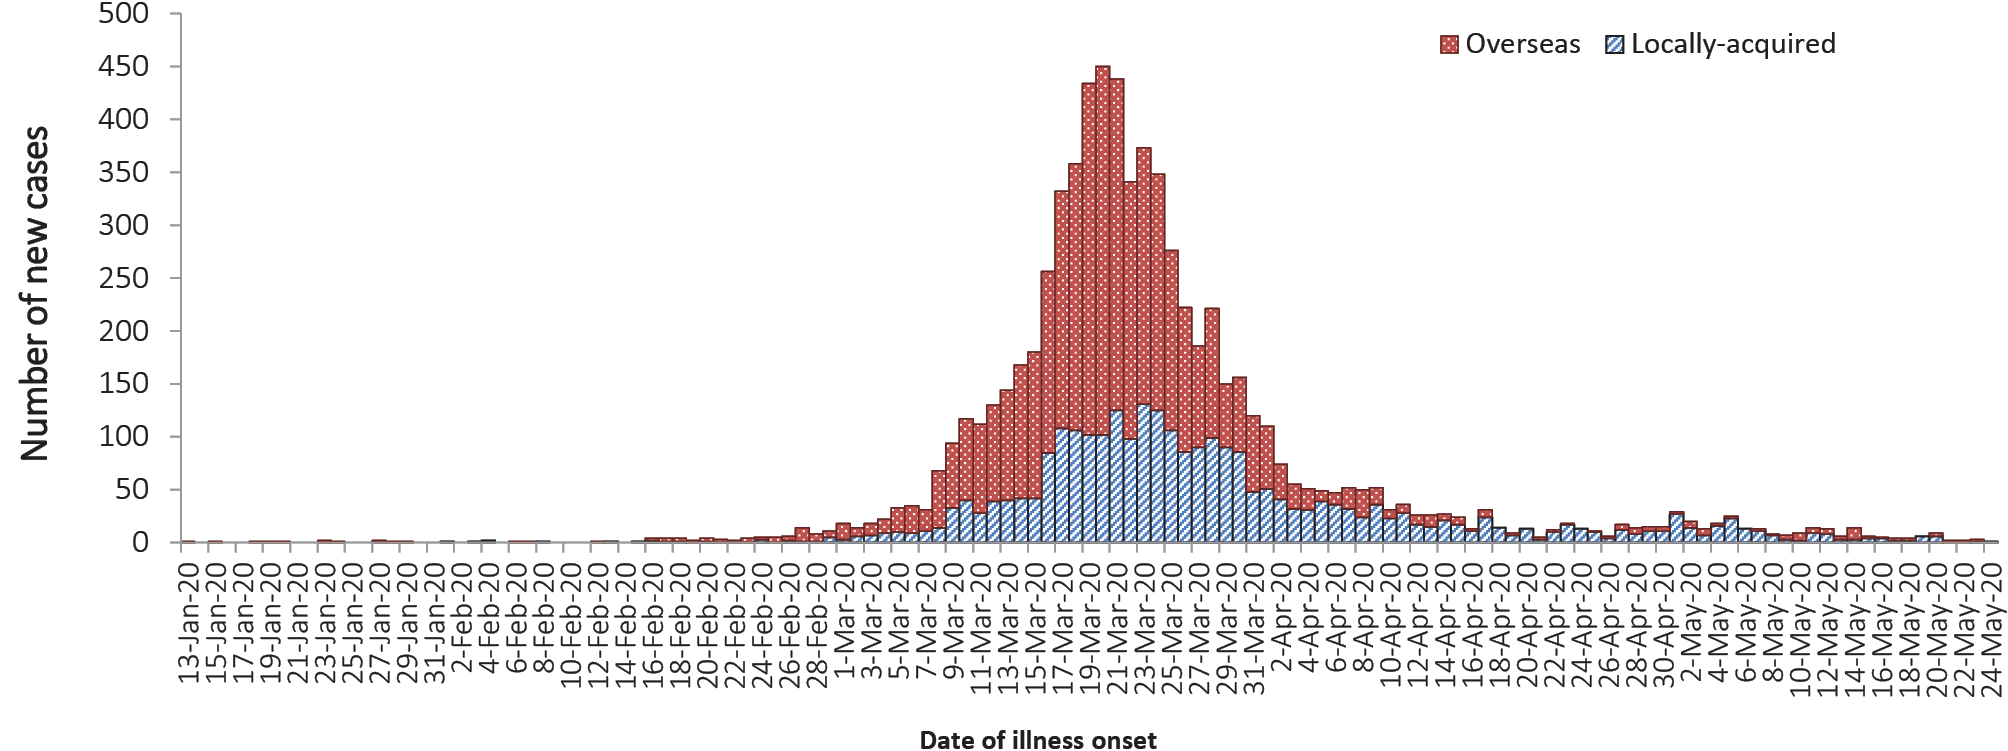 Overseas Locally-acquired
Number of new cases
500
450
400
350
300
250
200
150
100
50
0
13-Jan-20
15-Jan-20
17-Jan-20
19-Jan-20
21-Jan-20
23-Jan-20
25-Jan-20
27-Jan-20
29-Jan-20
31-Jan-20
2-Feb-20
4-Feb-20
6-Feb-20
8-Feb-20
10-Feb-20
12-Feb-20
14-Feb-20
16-Feb-20
18-Feb-20
20-Feb-20
22-Feb-20
24-Feb-20
26-Feb-20
28-Feb-20
1-Mar-20
3-Mar-20
5-Mar-20
7-Mar-20
9-Mar-20
11-Mar-20
13-Mar-20
15-Mar-20
17-Mar-20
19-Mar-20
21-Mar-20
23-Mar-20
25-Mar-20
27-Mar-20
29-Mar-20
31-Mar-20
2-Apr-20
4-Apr-20
6-Apr-20
8-Apr-20
10-Apr-20
12-Apr-20
14-Apr-20
16-Apr-20
18-Apr-20
20-Apr-20
22-Apr-20
24-Apr-20
26-Apr-20
28-Apr-20
30-Apr-20
2-May-20
4-May-20
6-May-20
8-May-20
10-May-20
12-May-20
14-May-20
16-May-20
18-May-20
20-May-20
22-May-20
24-May-20
Date of illness onset